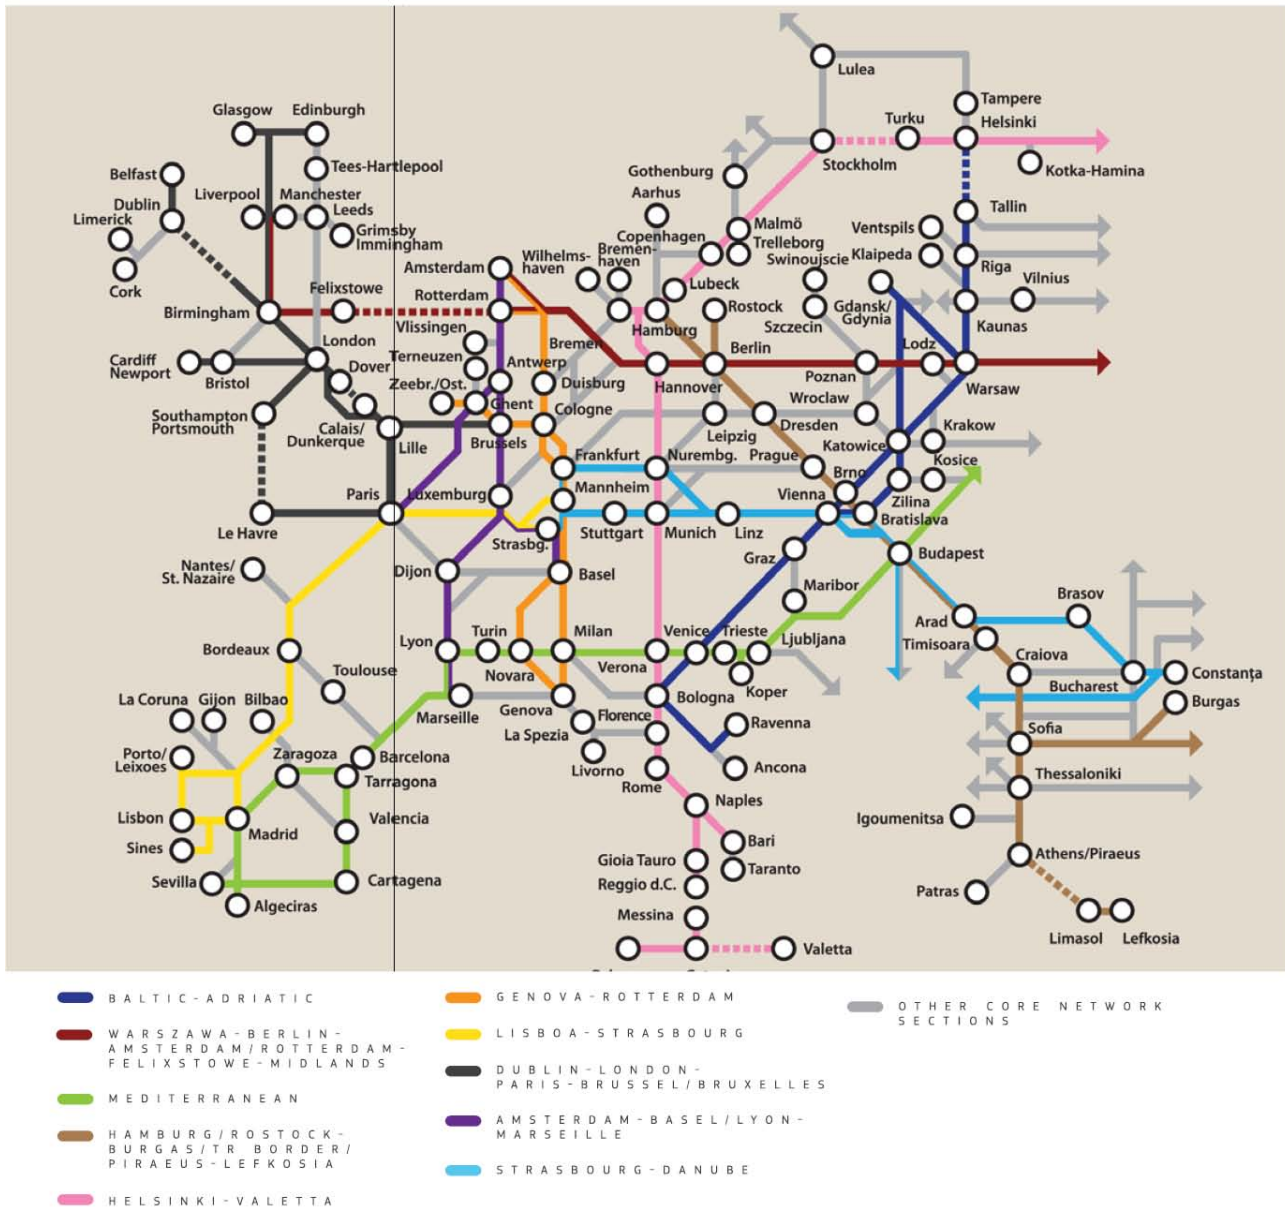 Lulea
Tampere
Helsinki
Turku
Stockholm
Kotka-Hamina
Glasgow
Edinburgh
Tees-Hartlepool
Belfast
Dublin
Limerick
Cork
Liverpool
Manchester
Leeds
Grimsby
Immingham
Gothenburg
Aarhus
Malmö
Copenhagen
Trelleborg
Swinoujscie
Tallin
Ventspils
Klaipeda
Riga
Vilnius
Amsterdam
Wilhelms-
haven
Bremen-
haven
Lubeck
Rostock
Szczecin
Gdansk/
Gdynia
Kaunas
Birmingham
Felixstowe
Rotterdam
Vlissingen
Hamburg
Bremen
Berlin
Lodz
Warsaw
Cardiff
Newport
Bristol
London
Dover
Terneuzen
Antwerp
Zeebr./Ost.
Duisburg
Hannover
Poznan
Southampton
Portsmouth
Calais/
Dunkerque
Lille
Ghent
Cologne
Brussels
Leipzig
Dresden
Wroclaw
Katowice
Krakow
Le Havre
Paris
Luxemburg
Frankfurt
Mannheim
Nurembg.
Prague
Brno
Kosice
Zilina
Vienna
Bratislava
Strasbg.
Stuttgart
Munich
Linz
Graz
Budapest
Nantes/
St. Nazaire
Dijon
Basel
Maribor
Arad
Brasov
Timisoara
Bordeaux
Lyon
Turin
Milan
Venice
Trieste
Ljubljana
Craiova
Toulouse
Novara
Verona
Koper
Bucharest
Constanţa
La Coruna
Gijon
Bilbao
Marseille
Genova
La Spezia
Florence
Bologna
Ravenna
Burgas
Sofia
Porto/
Leixoes
Zaragoza
Barcelona
Tarragona
Livorno
Rome
Ancona
Thessaloniki
Lisbon
Madrid
Valencia
Naples
Igoumenitsa
Sines
Bari
Gioia Tauro
Taranto
Athens/Piraeus
Sevilla
Cartagena
Reggio d.C.
Patras
Algeciras
Messina
Limasol
Lefkosia
Valetta
BALTIC-ADRIATIC
WARSZAWA-BERLIN-
AMSTERDAM/ROTTERDAM-
FELIXSTOWE-MIDLANDS
MEDITERRANEAN
HAMBURG/ROSTOCK-
BURGAS/TR BORDER/
PIRAEUS-LEFKOSIA
HELSINKI-VALETTA
GENOVA-ROTTERDAM
LISBOA-STRASBOURG
DUBLIN-LONDON-
PARIS-BRUSSEL/BRUXELLES
AMSTERDAM-BASEL/LYON-
MARSEILLE
STRASBOURG-DANUBE
OTHER CORE NETWORK
SECTIONS